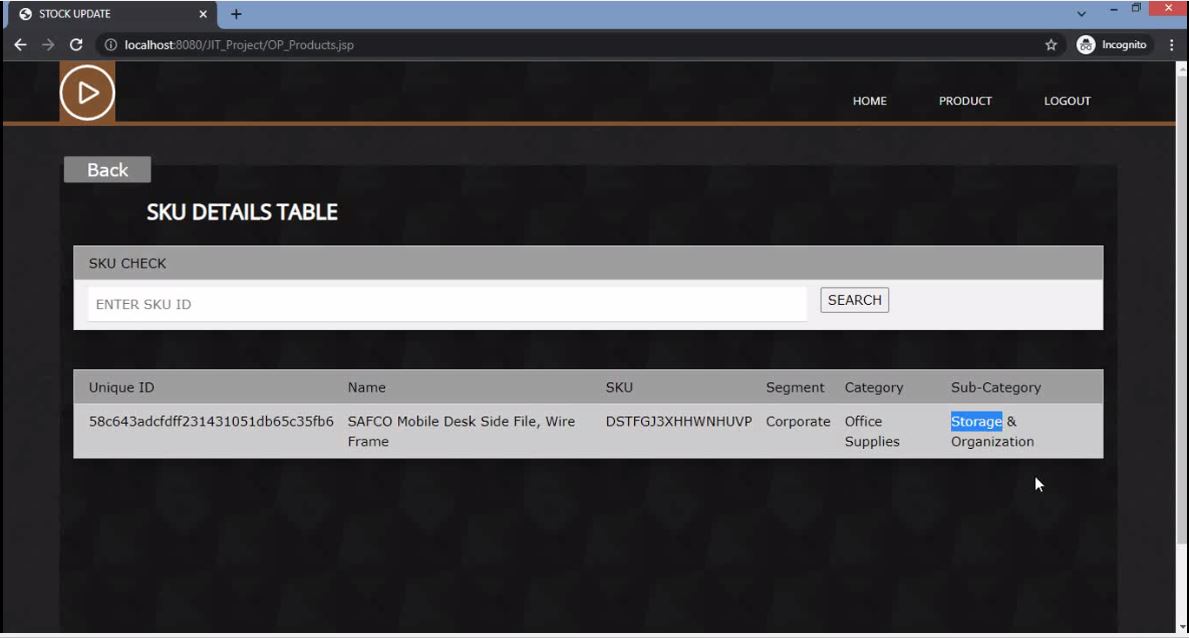 STOCK UPDATE
localhost:8080/JIT_Project/OP_Products.jsp
Incognito
HOME PRODUCT LOGOUT
Back
SKU DETAILS TABLE
SKU CHECK
ENTER SKU ID SEARCH
Unique ID Name SKU Segment Category Sub-Category
58c643adcfdff231431051db65c35fb6 SAFCO Mobile Desk Side File, Wire DSTFGJ3XHHWNHUVP Corporate Office Storage &
Frame Supplies Organization